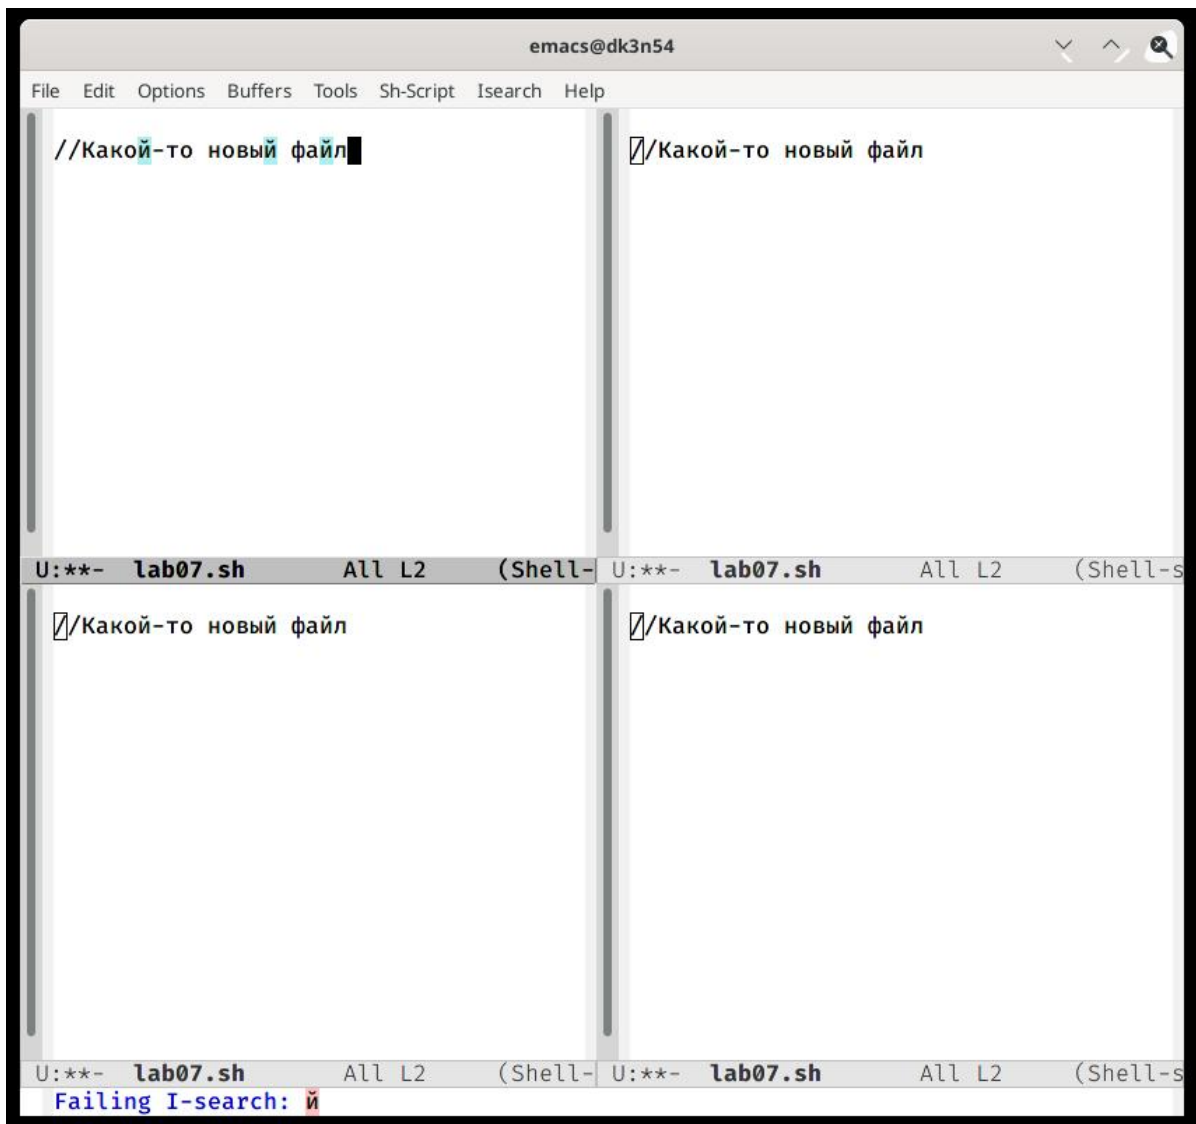 emacs@dk3n54
File Edit Options Buffers Tools Sh-Script Isearch Help
//Какой-то новый файл
//Какой-то новый файл
U:**- lab07.sh All L2 (Shell-
U:**- lab07.sh All L2 (Shell-s
//Какой-то новый файл
//Какой-то новый файл
U:**- lab07.sh All L2 (Shell-
U:**- lab07.sh All L2 (Shell-s
Failing I-search: й